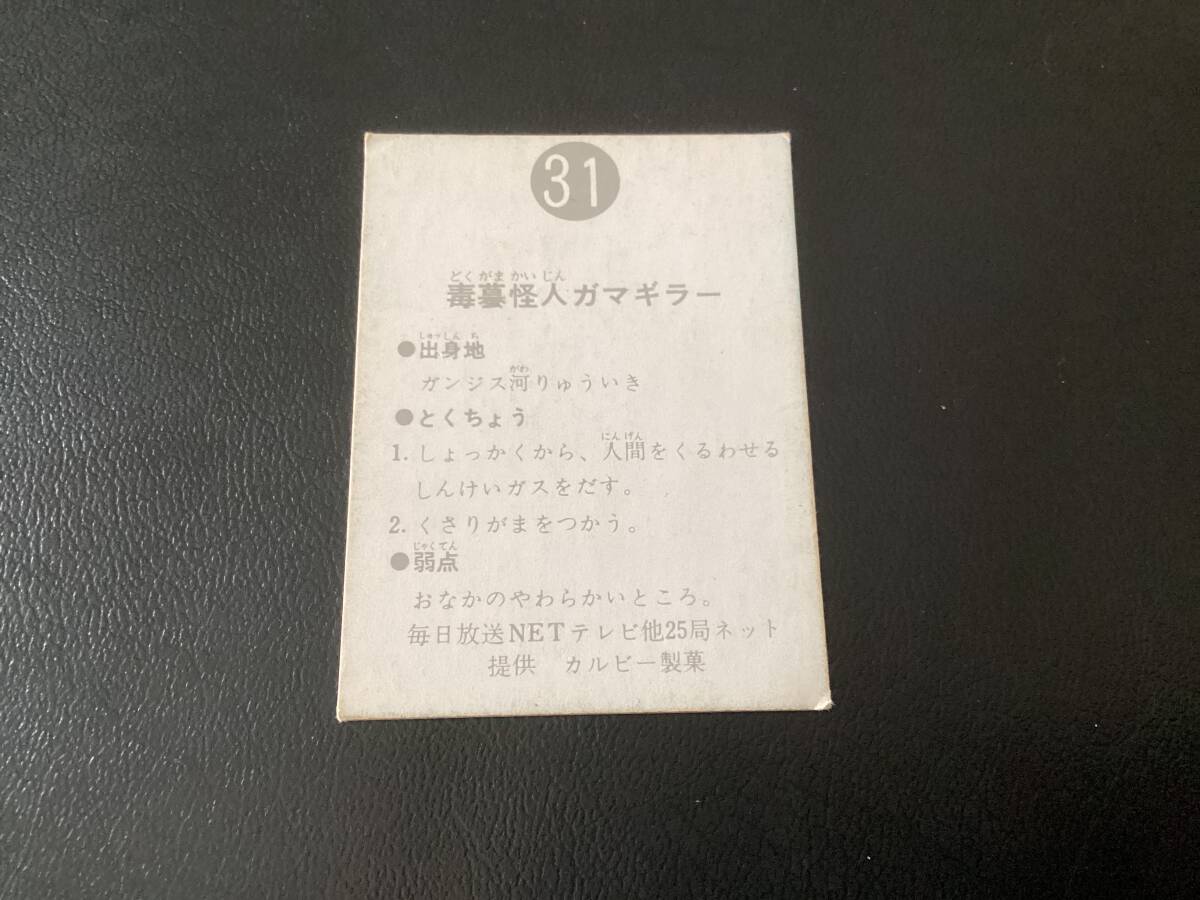 31
どくがまかいじん
毒蟇怪人ガマギラー
しゅっしんち
●出身地
がわ
ガンジス河りゅういき
●とくちょう
にんげん
1. しょっかくから、人間をくるわせる
しんけいガスをだす。
2. くさりがまをつかう。
じゃくてん
●弱点
おなかのやわらかいところ。
毎日放送NETテレビ他25局ネット
提供 カルビー製菓